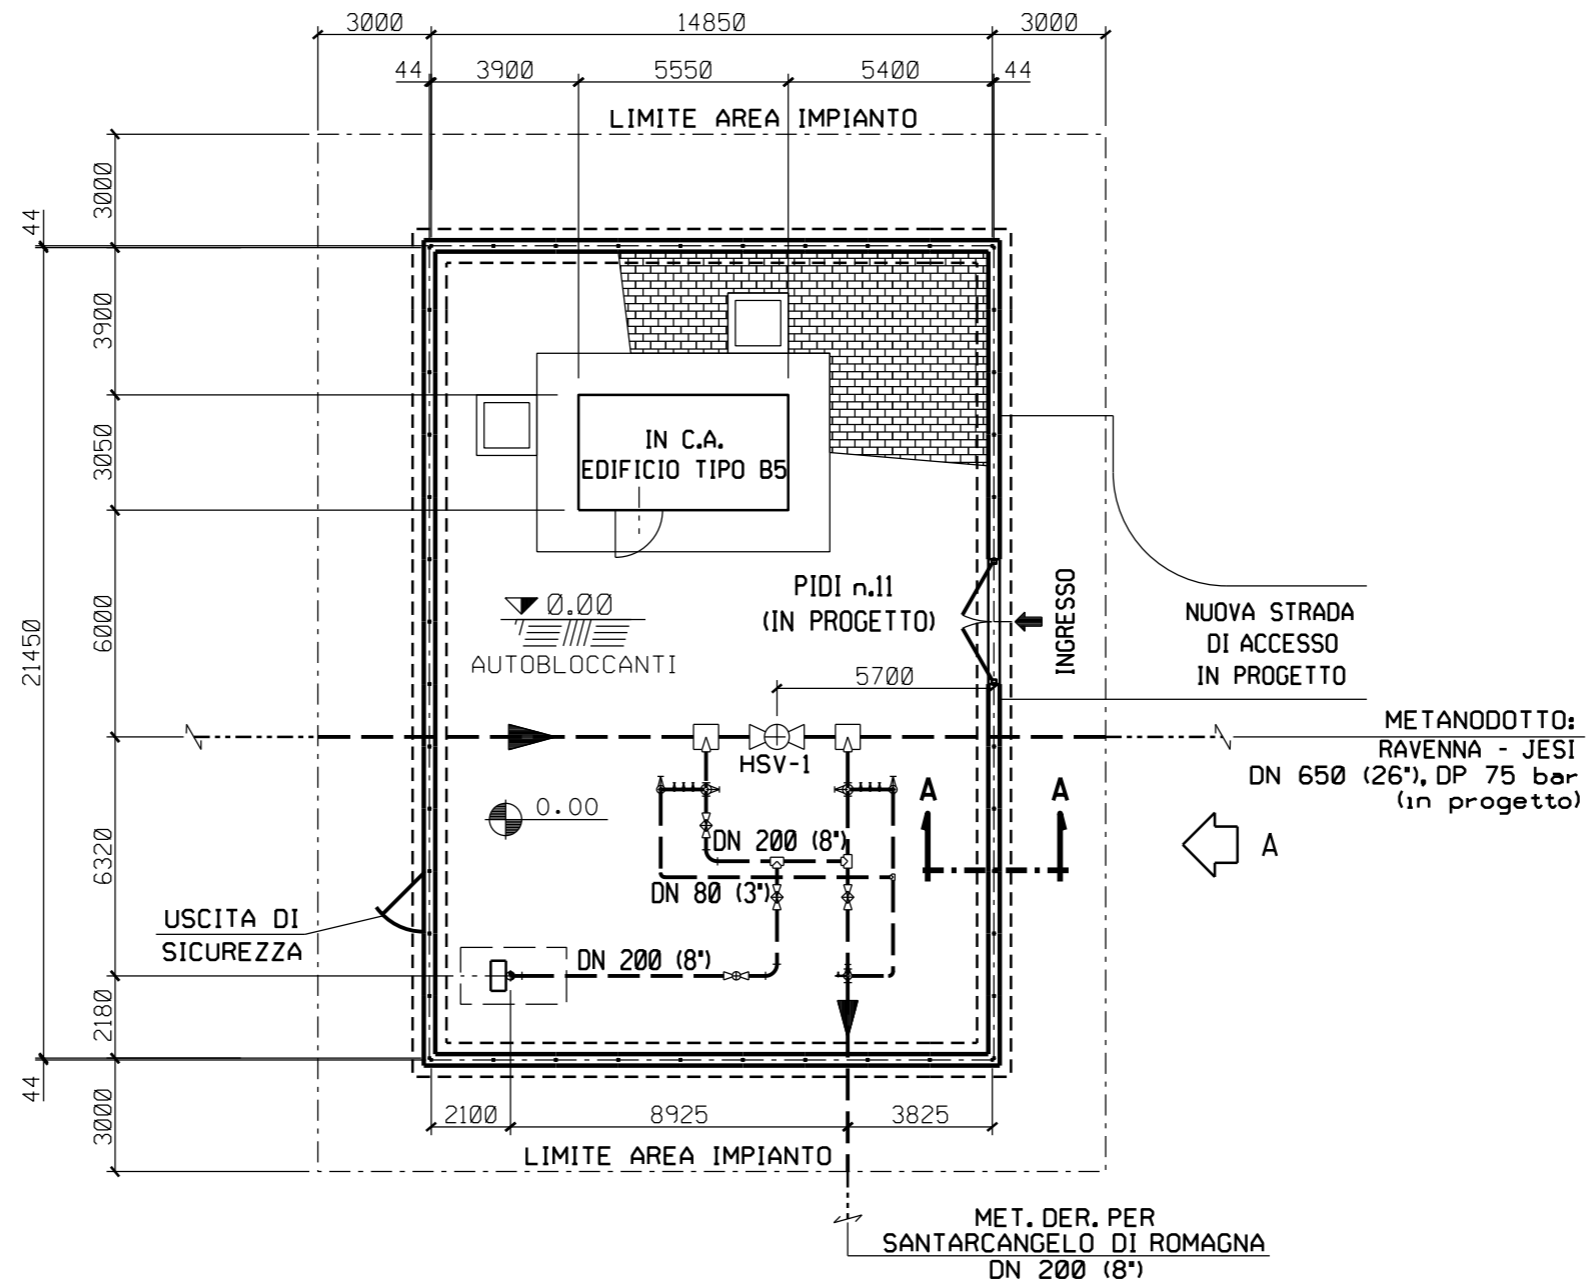 3000 14850 3000
44 3900 5550 5400 44
LIMITE AREA IMPIANTO
3000
44
3900
3050
6000
21450
6320
2180
44
3000
IN C.A.
EDIFICIO TIPO B5
PIDI n.11
(IN PROGETTO)
INGRESSO
NUOVA STRADA
DI ACCESSO
IN PROGETTO
0.00
AUTOBLOCCANTI
5700
HSV-1
METANODOTTO:
RAVENNA - JESI
DN 650 (26"), DP 75 bar
(in progetto)
0.00
A A
A
DN 200 (8")
DN 80 (3")
USCITA DI
SICUREZZA
DN 200 (8")
2100 8925 3825
LIMITE AREA IMPIANTO
MET. DER. PER
SANTARCANGELO DI ROMAGNA
DN 200 (8")